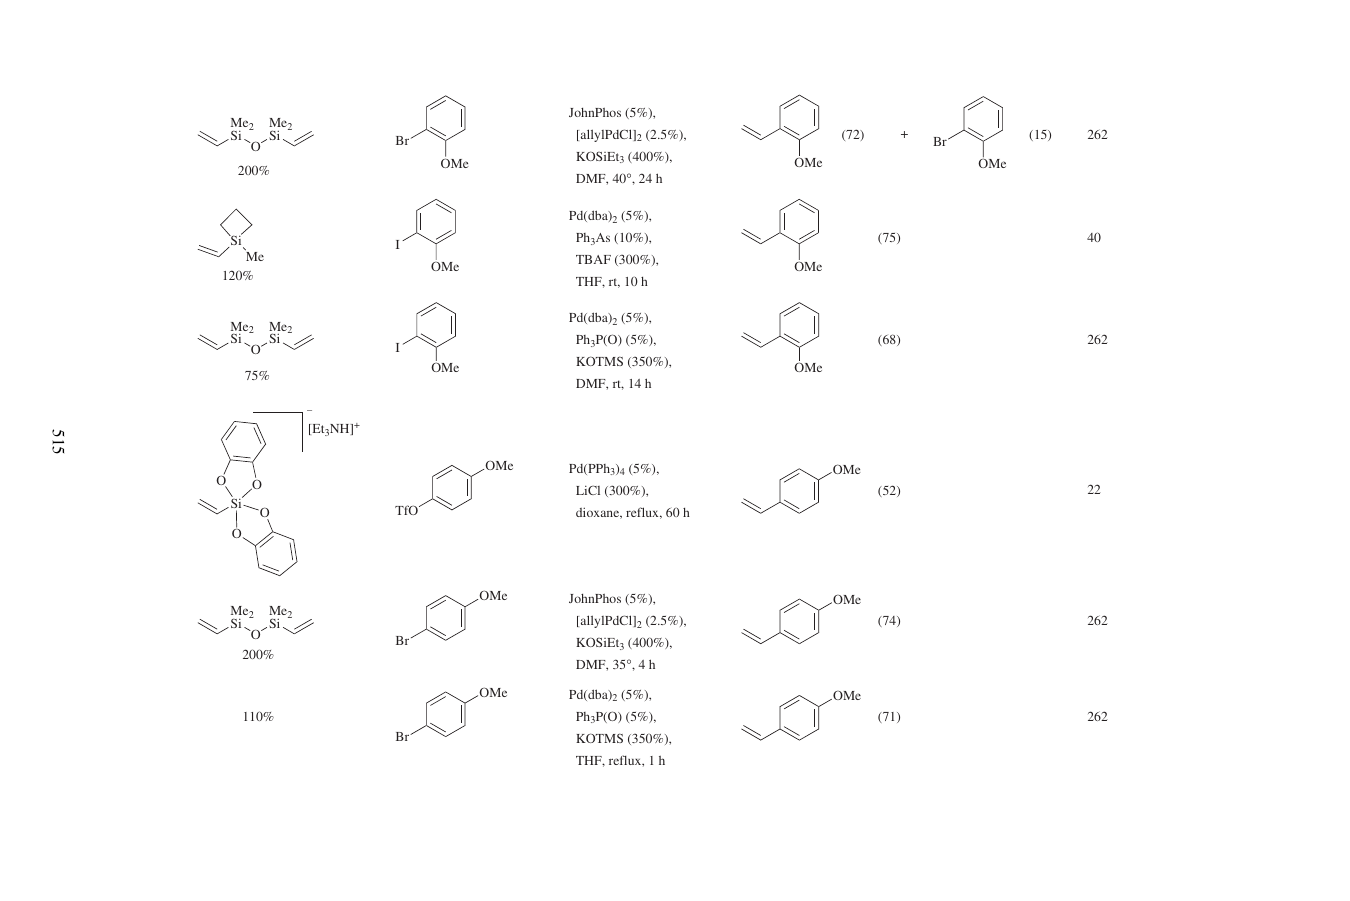 Me2 Me2
Si Si
O
200%
Br
OMe
JohnPhos (5%),
[allylPdCl]2 (2.5%),
KOSiEt3 (400%),
DMF, 40°, 24 h
OMe
(72)
+
Br
OMe
(15)
262
Si
Me
120%
I
OMe
Pd(dba)2 (5%),
Ph3As (10%),
TBAF (300%),
THF, rt, 10 h
OMe
(75)
40
Me2 Me2
Si Si
O
75%
I
OMe
Pd(dba)2 (5%),
Ph3P(O) (5%),
KOTMS (350%),
DMF, rt, 14 h
OMe
(68)
262
515
–
[Et3NH]+
O O
Si O
O
OMe
TfO
Pd(PPh3)4 (5%),
LiCl (300%),
dioxane, reflux, 60 h
OMe
(52)
22
Me2 Me2
Si Si
O
200%
OMe
Br
JohnPhos (5%),
[allylPdCl]2 (2.5%),
KOSiEt3 (400%),
DMF, 35°, 4 h
OMe
(74)
262
110%
OMe
Br
Pd(dba)2 (5%),
Ph3P(O) (5%),
KOTMS (350%),
THF, reflux, 1 h
OMe
(71)
262